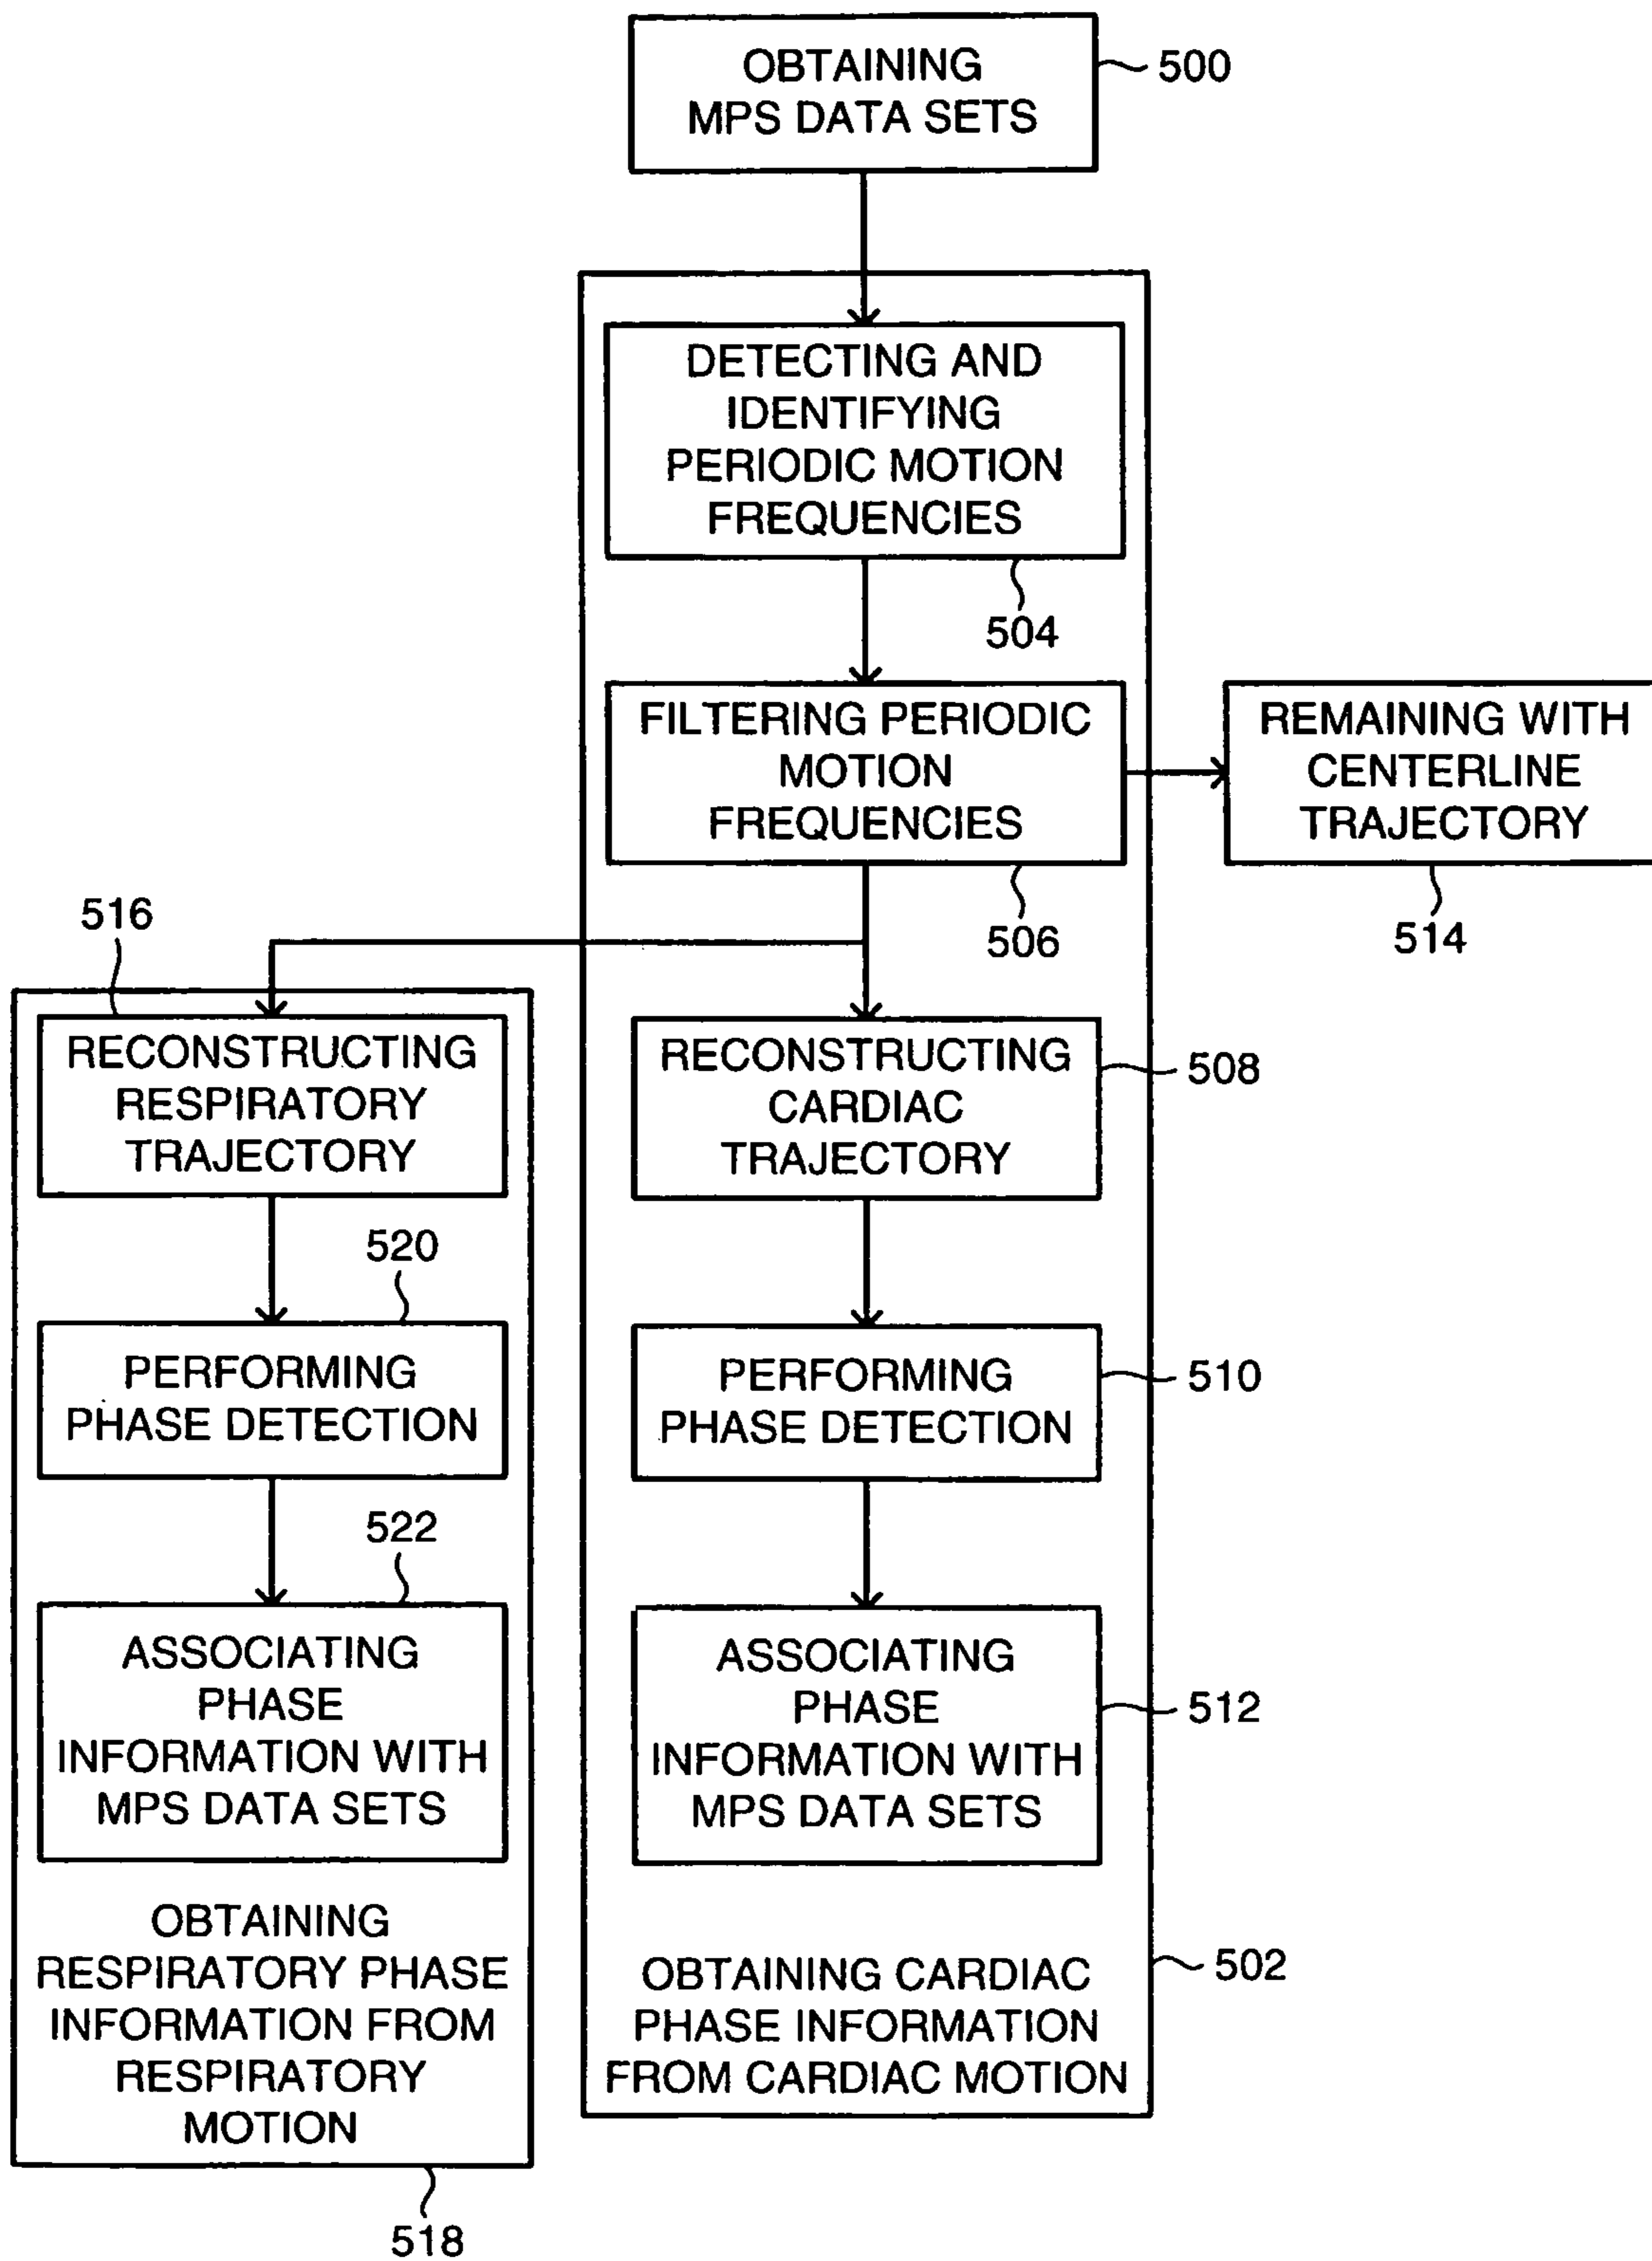 OBTAINING
MPS DATA SETS
500
DETECTING AND
IDENTIFYING
PERIODIC MOTION
FREQUENCIES
504
FILTERING PERIODIC
MOTION
FREQUENCIES
506
REMAINING WITH
CENTERLINE
TRAJECTORY
514
516
RECONSTRUCTING
RESPIRATORY
TRAJECTORY
520
PERFORMING
PHASE DETECTION
522
ASSOCIATING
PHASE
INFORMATION WITH
MPS DATA SETS
OBTAINING
RESPIRATORY PHASE
INFORMATION FROM
RESPIRATORY
MOTION
518
RECONSTRUCTING
CARDIAC
TRAJECTORY
508
PERFORMING
PHASE DETECTION
510
ASSOCIATING
PHASE
INFORMATION WITH
MPS DATA SETS
512
OBTAINING CARDIAC
PHASE INFORMATION
FROM CARDIAC MOTION
502